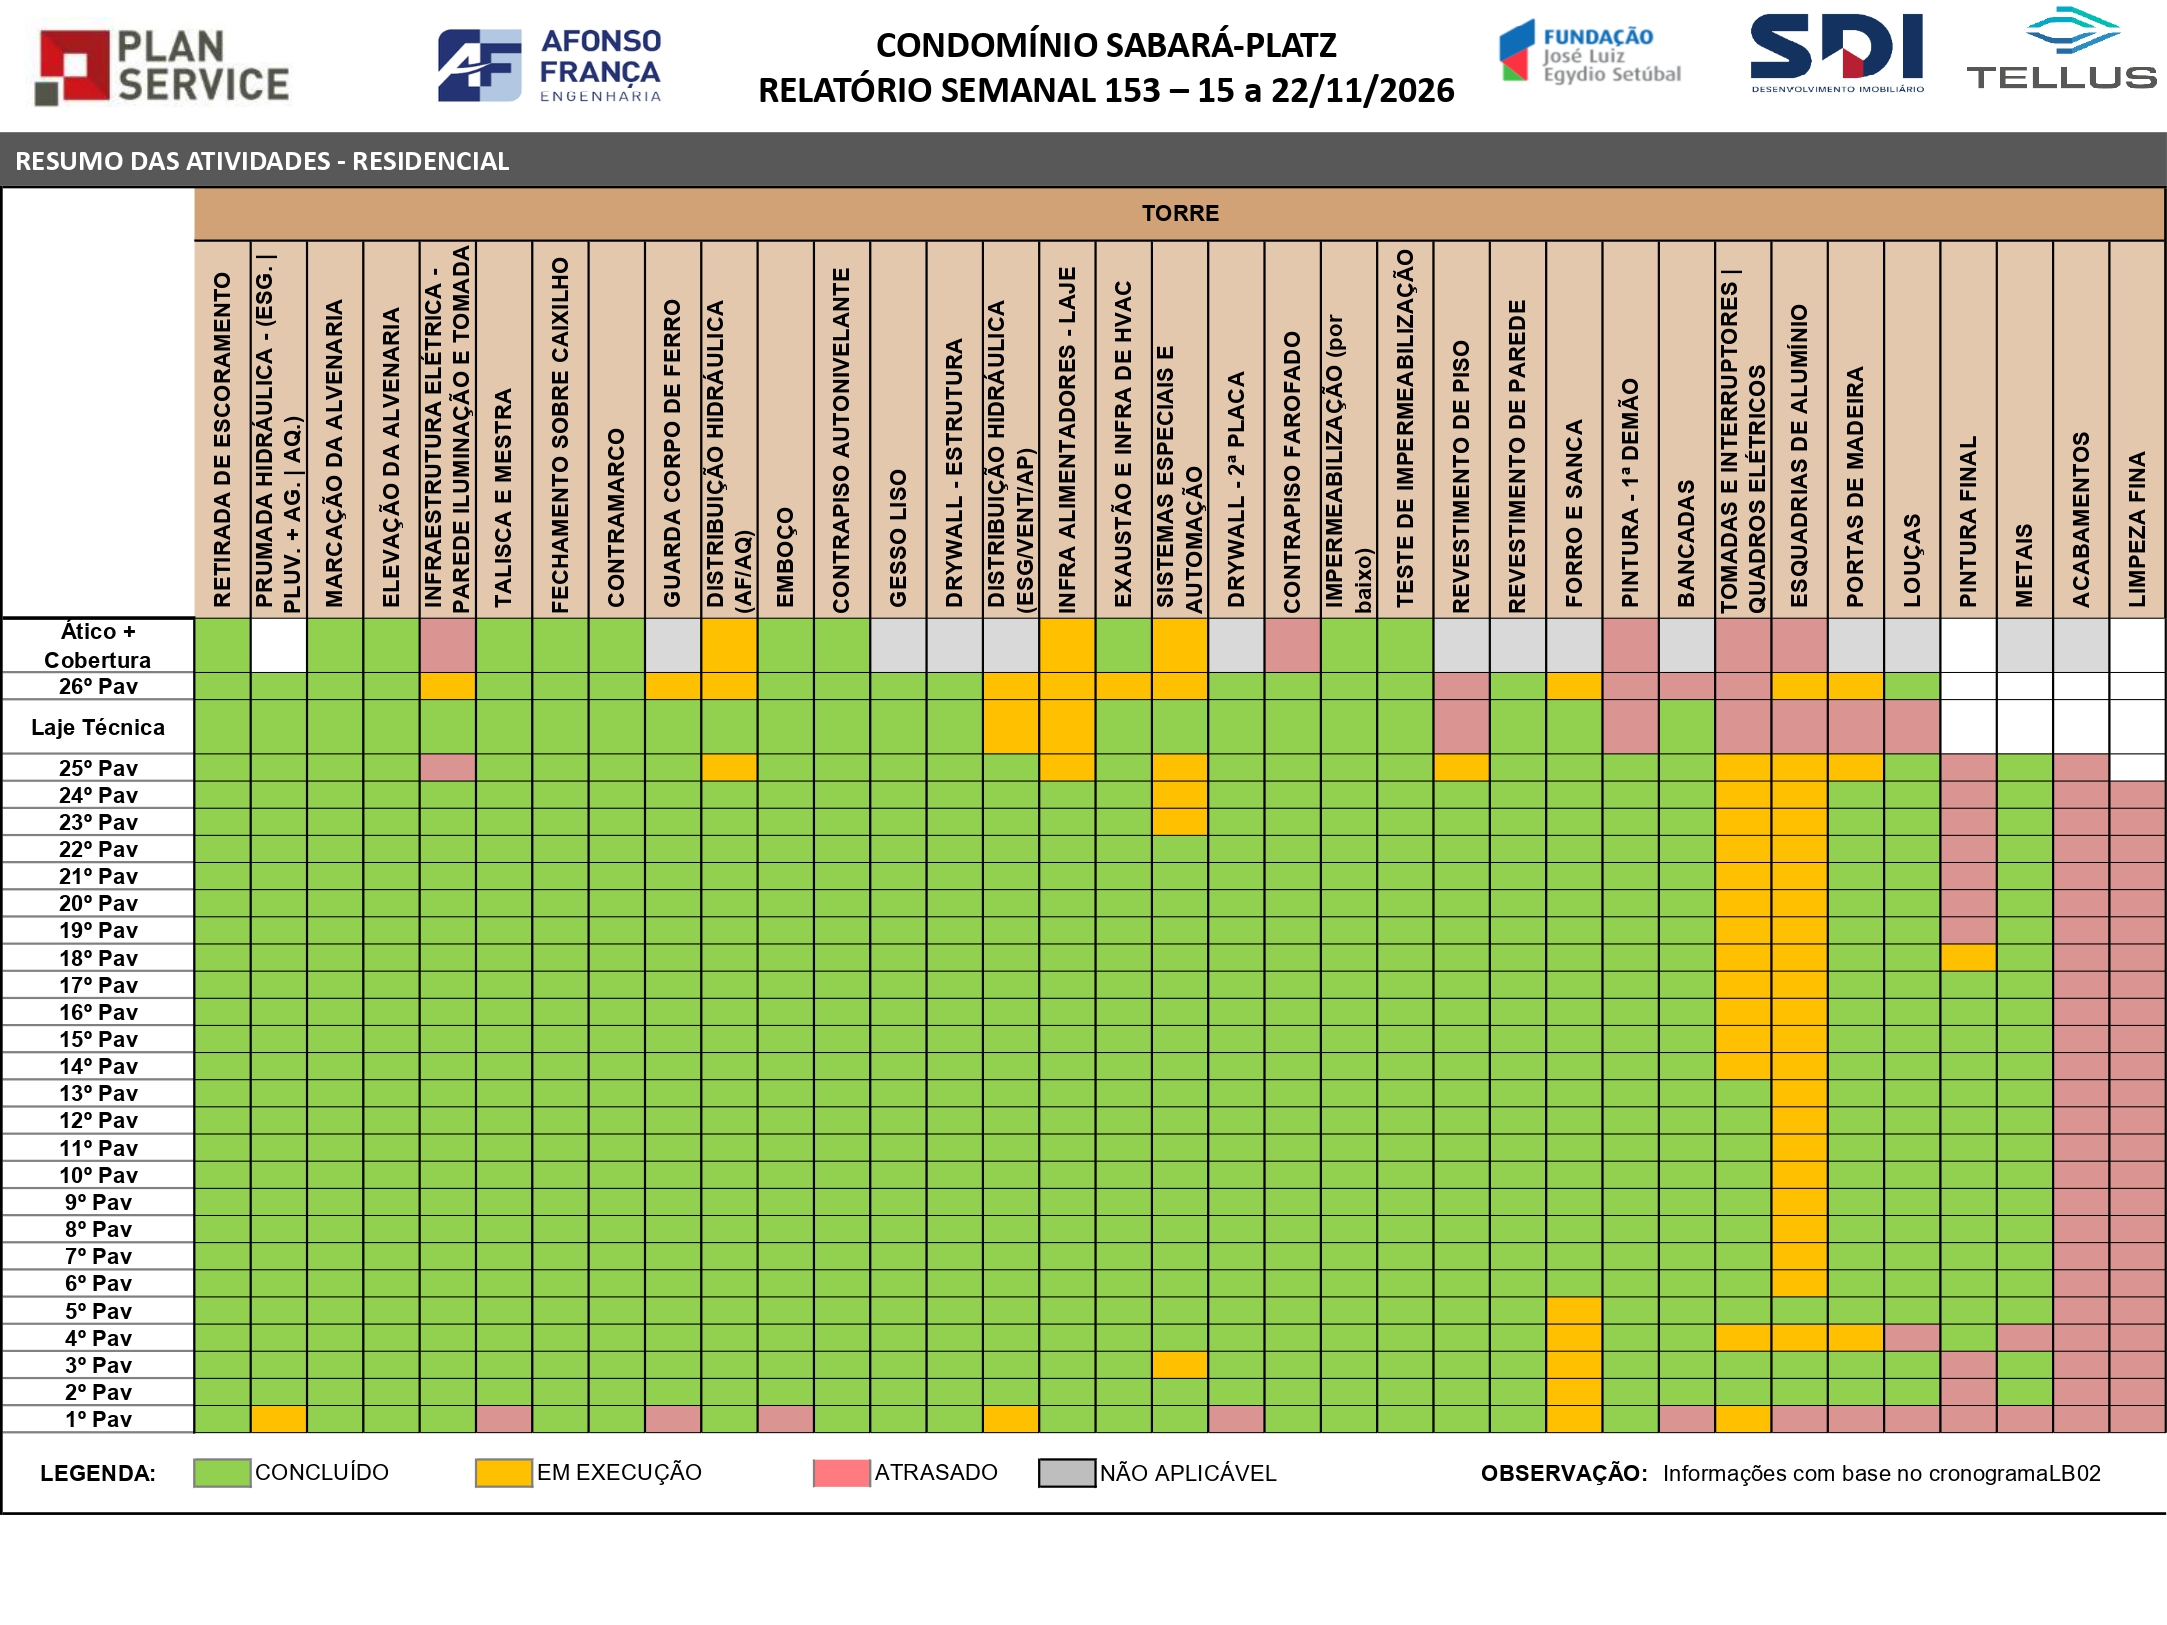 PLAN
SERVICE
AF
AFONSO
FRANÇA
ENGENHARIA
CONDOMÍNIO SABARÁ-PLATZ
RELATÓRIO SEMANAL 153 – 15 a 22/11/2026
FUNDAÇÃO
José Luiz
Egydio Setúbal
SDI
DESENVOLVIMENTO IMOBILIÁRIO
TELLUS
RESUMO DAS ATIVIDADES - RESIDENCIAL
TORRE
RETIRADA DE ESCORAMENTO
PRUMADA HIDRÁULICA - (ESG. |
PLUV. + AG. | AQ.)
MARCAÇÃO DA ALVENARIA
ELEVAÇÃO DA ALVENARIA
INFRAESTRUTURA ELÉTRICA -
PAREDE ILUMINAÇÃO E TOMADA
TALISCA E MESTRA
FECHAMENTO SOBRE CAIXILHO
CONTRAMARCO
GUARDA CORPO DE FERRO
DISTRIBUIÇÃO HIDRÁULICA
(AF/AQ)
EMBOÇO
CONTRAPISO AUTONIVELANTE
GESSO LISO
DRYWALL - ESTRUTURA
DISTRIBUIÇÃO HIDRÁULICA
(ESG/VENT/AP)
INFRA ALIMENTADORES - LAJE
EXAUSTÃO E INFRA DE HVAC
SISTEMAS ESPECIAIS E
AUTOMAÇÃO
DRYWALL - 2ª PLACA
CONTRAPISO FAROFADO
IMPERMEABILIZAÇÃO (por
baixo)
TESTE DE IMPERMEABILIZAÇÃO
REVESTIMENTO DE PISO
REVESTIMENTO DE PAREDE
FORRO E SANCA
PINTURA - 1ª DEMÃO
BANCADAS
TOMADAS E INTERRUPTORES |
QUADROS ELÉTRICOS
ESQUADRIAS DE ALUMÍNIO
PORTAS DE MADEIRA
LOUÇAS
PINTURA FINAL
METAIS
ACABAMENTOS
LIMPEZA FINA
Ático +
Cobertura
26º Pav
Laje Técnica
25º Pav
24º Pav
23º Pav
22º Pav
21º Pav
20º Pav
19º Pav
18º Pav
17º Pav
16º Pav
15º Pav
14º Pav
13º Pav
12º Pav
11º Pav
10º Pav
9º Pav
8º Pav
7º Pav
6º Pav
5º Pav
4º Pav
3º Pav
2º Pav
1º Pav
LEGENDA: CONCLUÍDO EM EXECUÇÃO ATRASADO NÃO APLICÁVEL OBSERVAÇÃO: Informações com base no cronogramaLB02